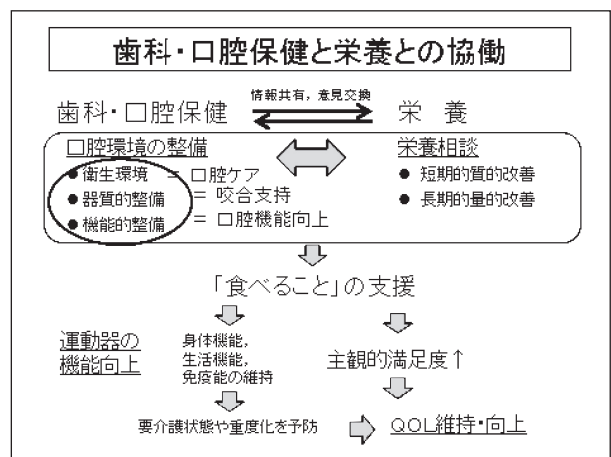 歯科・口腔保健と栄養との協働
情報共有，意見交換
歯科・口腔保健
栄　養
口腔環境の整備
●衛生環境 = 口腔ケア
●器質的整備 = 咬合支持
●機能的整備 = 口腔機能向上
栄養相談
● 短期的質的改善
● 長期的量的改善
「食べること」の支援
運動器の
機能向上
身体機能，
生活機能，
免疫能の維持
主観的満足度↑
要介護状態や重度化を予防
QOL維持・向上